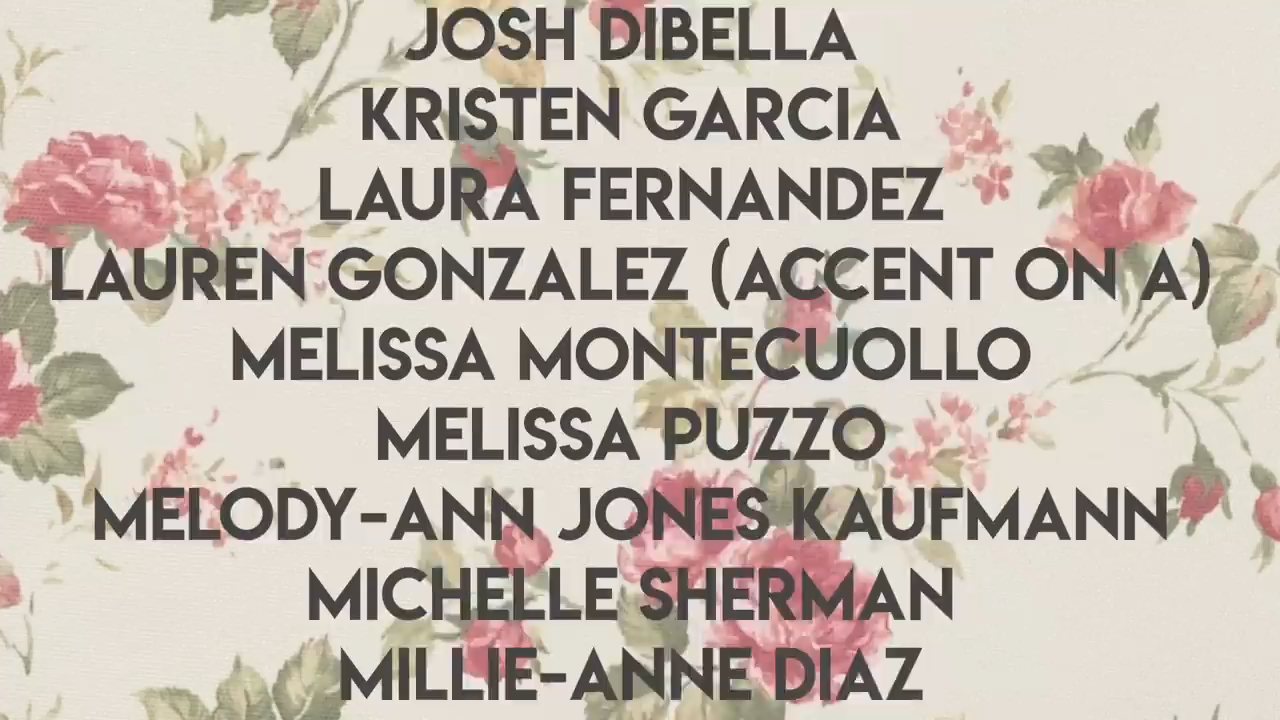 JOSH DIBELLA
KRISTEN GARCIA
LAURA FERNANDEZ
LAUREN GONZALEZ (ACCENT ON A)
MELISSA MONTECUOLLO
MELISSA PUZZO
MELODY-ANN JONES KAUFMANN
MICHELLE SHERMAN
MILLIE-ANNE DIAZ